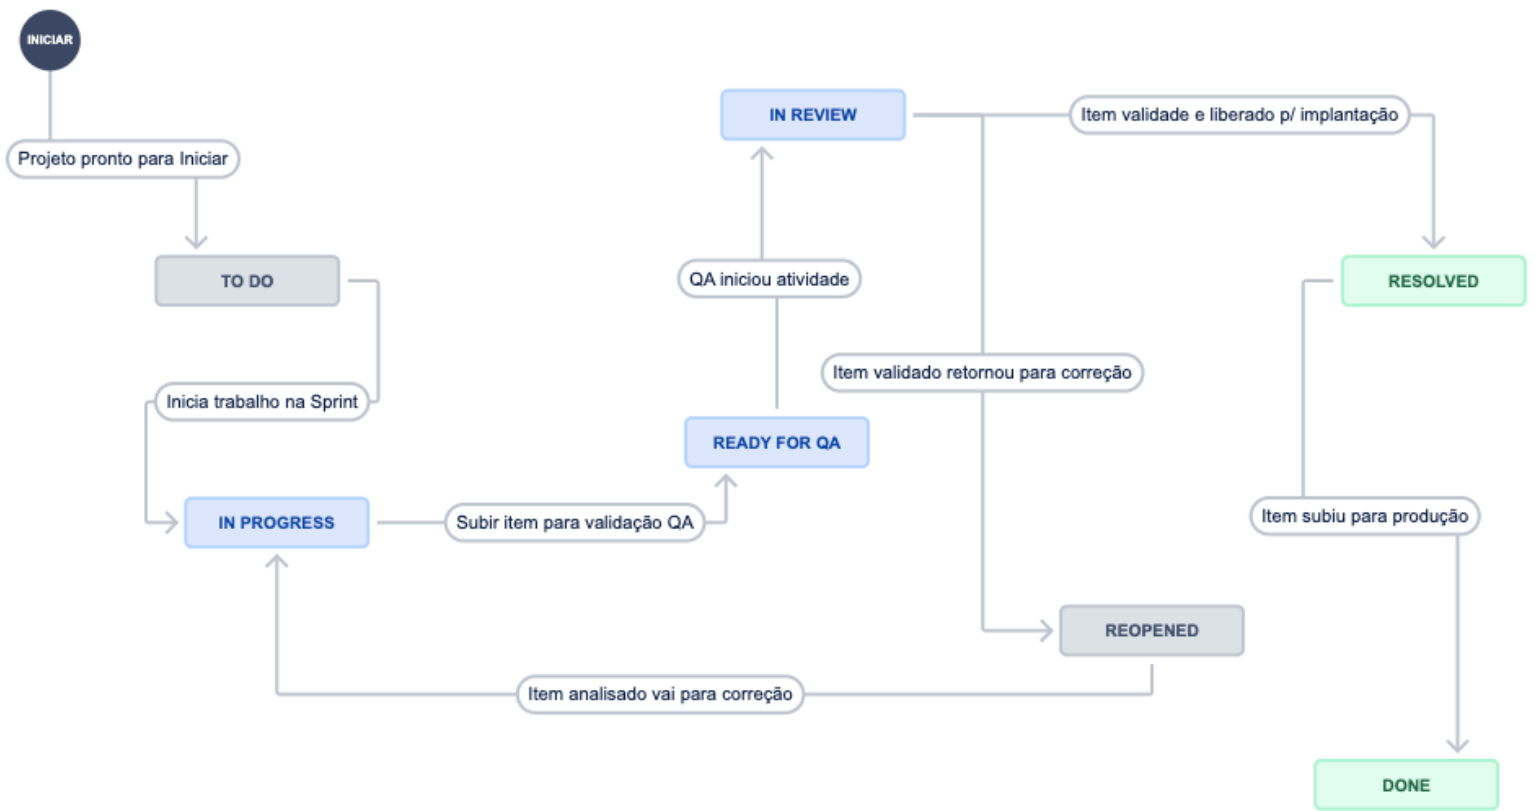 INICIAR
Projeto pronto para Iniciar
TO DO
Inicia trabalho na Sprint
IN PROGRESS
Subir item para validação QA
READY FOR QA
QA iniciou atividade
IN REVIEW
Item validade e liberado p/ implantação
Item validado retornou para correção
RESOLVED
Item subiu para produção
REOPENED
Item analisado vai para correção
DONE